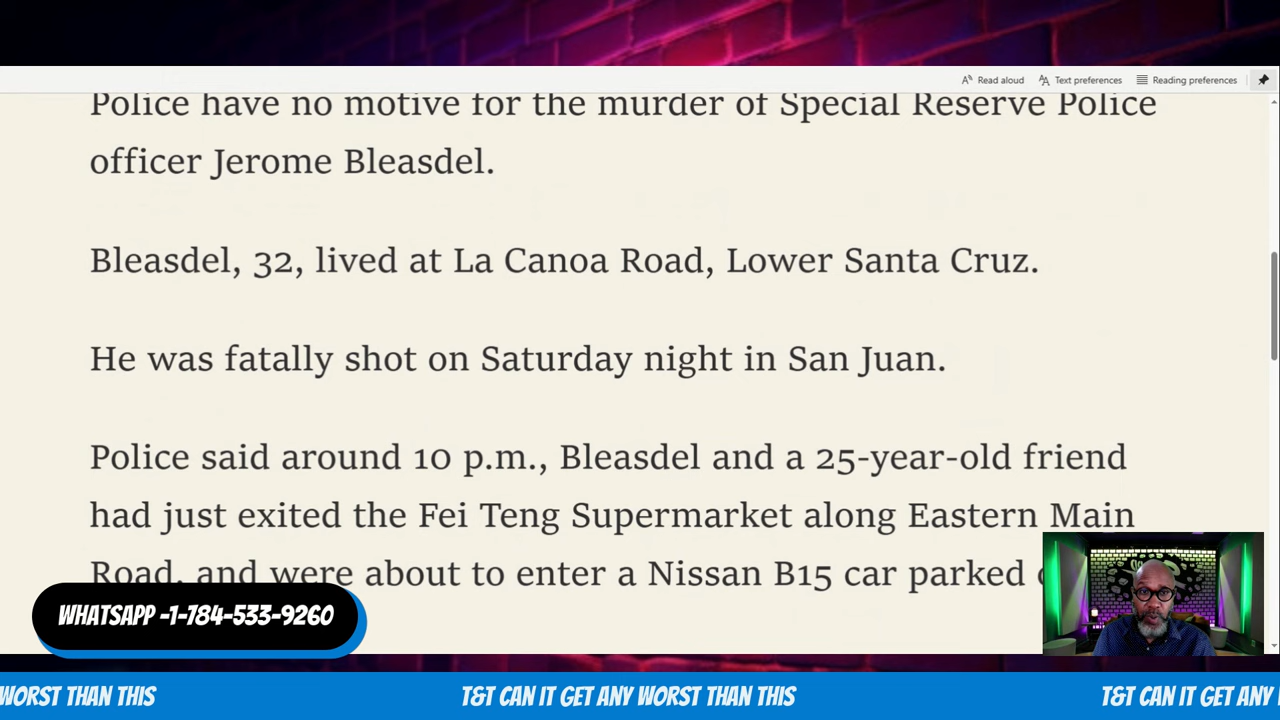 Read aloud Text preferences Reading preferences
Police have no motive for the murder of Special Reserve Police
officer Jerome Bleasdel.
Bleasdel, 32, lived at La Canoa Road, Lower Santa Cruz.
He was fatally shot on Saturday night in San Juan.
Police said around 10 p.m., Bleasdel and a 25-year-old friend
had just exited the Fei Teng Supermarket along Eastern Main
Road, and were about to enter a Nissan B15 car parked
WHATSAPP -1-784-533-9260
WORST THAN THIS T&T CAN IT GET ANY WORST THAN THIS T&T CAN IT GET ANY